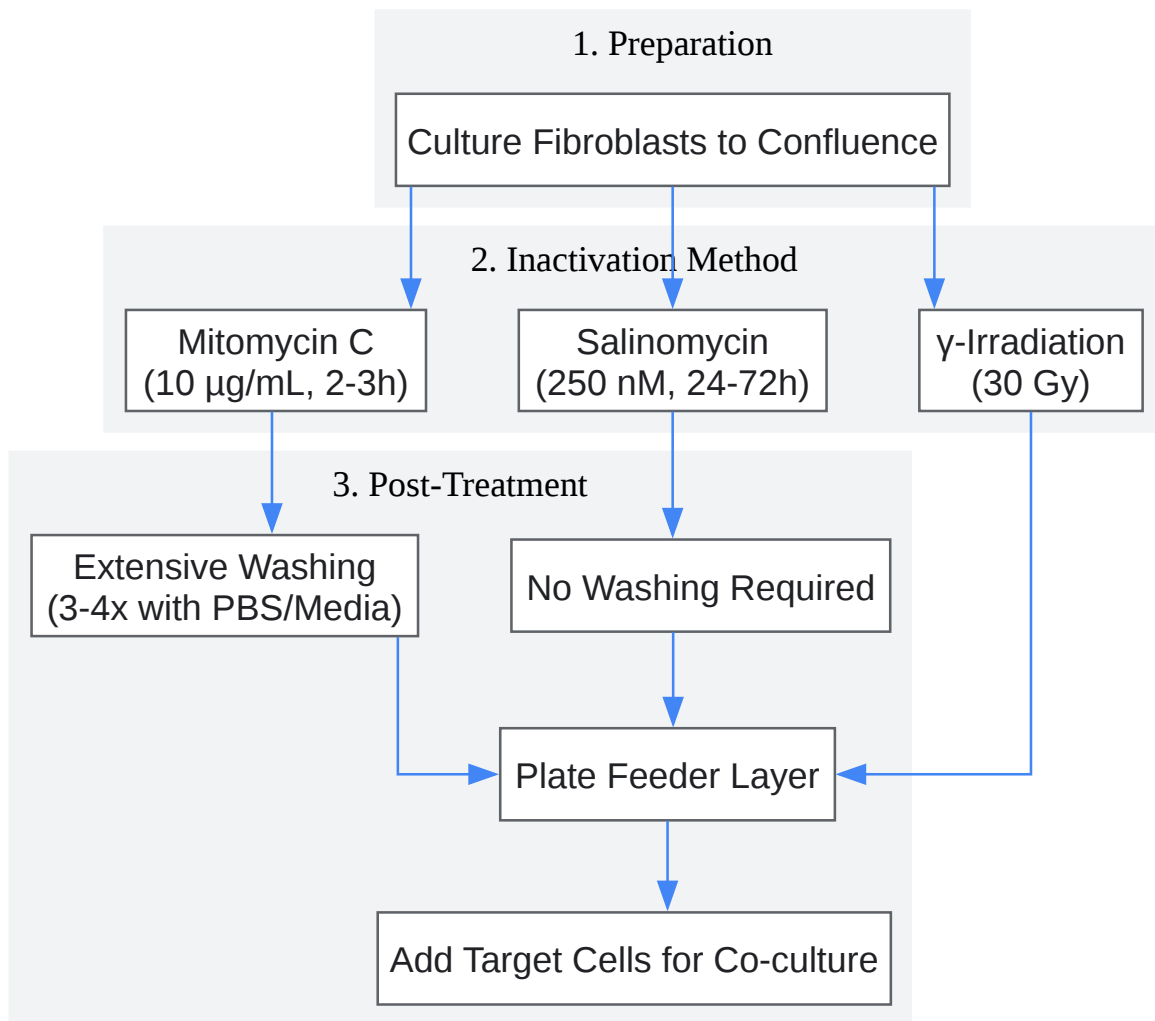 1. Preparation
Culture Fibroblasts to Confluence
2. Inactivation Method
Mitomycin C
(10 µg/mL, 2-3h)
Salinomycin
(250 nM, 24-72h)
γ-Irradiation
(30 Gy)
3. Post-Treatment
Extensive Washing
(3-4x with PBS/Media)
No Washing Required
Plate Feeder Layer
Add Target Cells for Co-culture